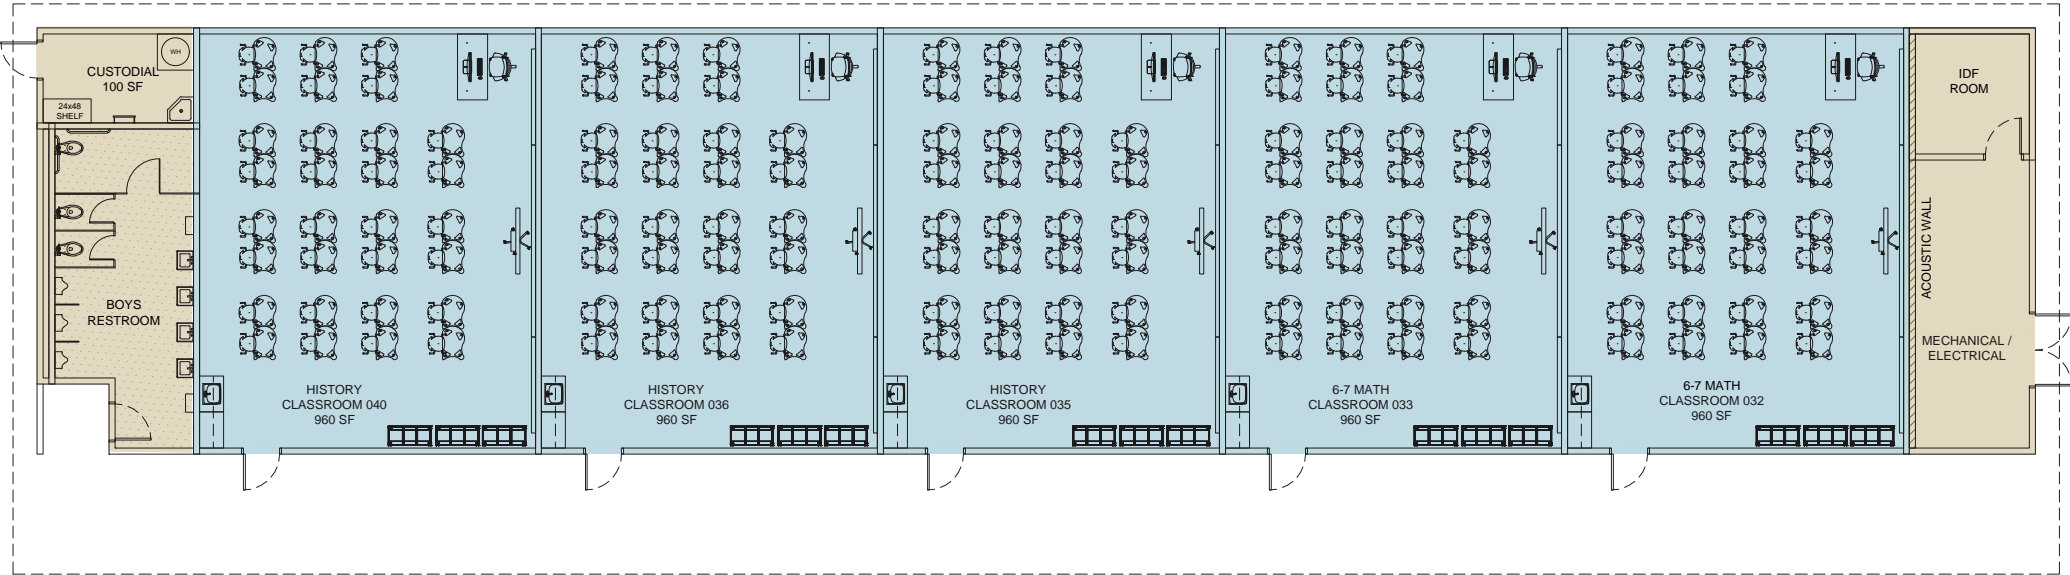 WH
CUSTODIAL
100 SF
24x48
SHELF
BOYS
RESTROOM
HISTORY
CLASSROOM 040
960 SF
HISTORY
CLASSROOM 036
960 SF
HISTORY
CLASSROOM 035
960 SF
6-7 MATH
CLASSROOM 033
960 SF
6-7 MATH
CLASSROOM 032
960 SF
IDF
ROOM
ACOUSTIC WALL
MECHANICAL /
ELECTRICAL